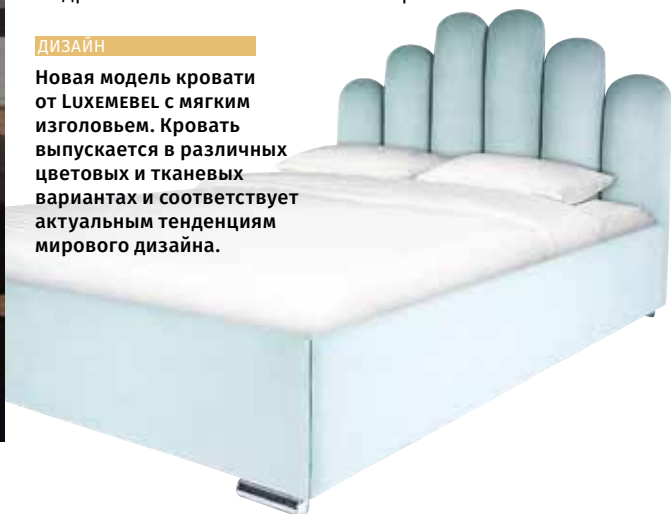 ДИЗАЙН
Новая модель кровати
от Luxemebel с мягким
изголовьем. Кровать
выпускается в различных
цветовых и тканевых
вариантах и соответствует
актуальным тенденциям
мирового дизайна.